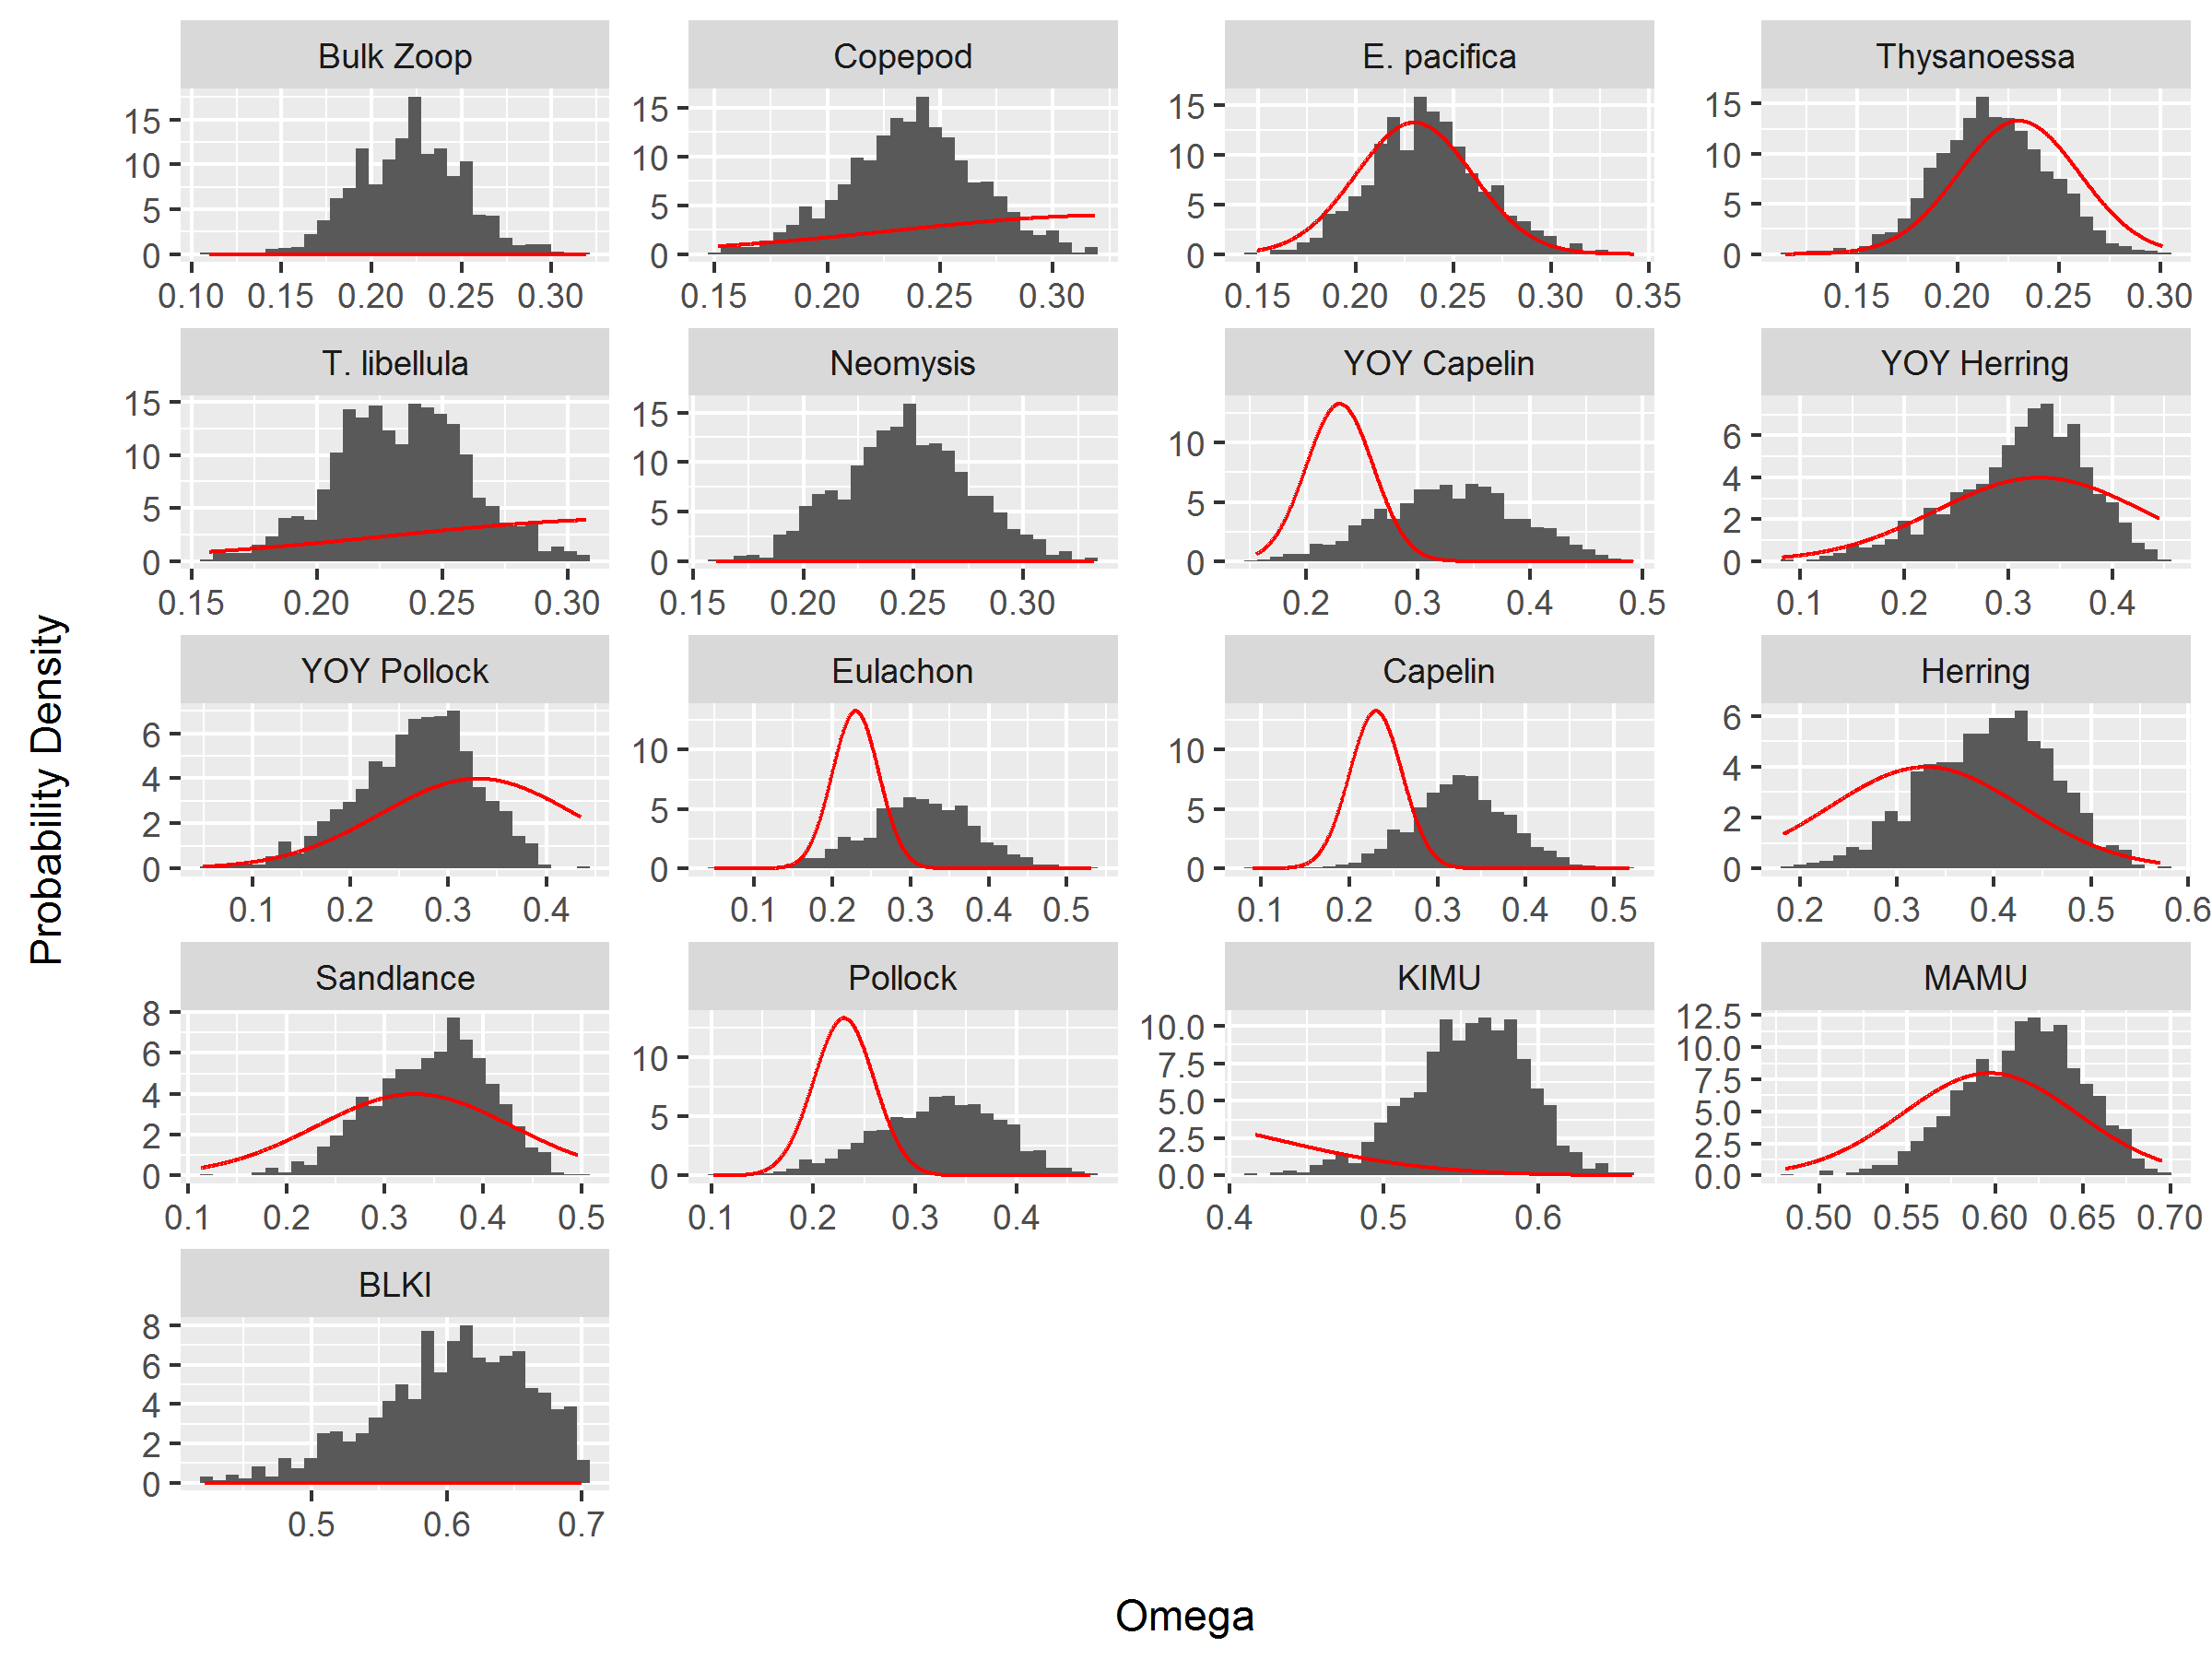 Bulk Zoop Copepod E. pacifica Thysanoessa
15 10 5 0 15 10 5 0 15 10 5 0 15 10 5 0
0.10 0.15 0.20 0.25 0.30 0.15 0.20 0.25 0.30 0.15 0.20 0.25 0.30 0.35 0.15 0.20 0.25 0.30
T. libellula Neomysis YOY Capelin YOY Herring
15 10 5 0 15 10 5 0 10 5 0 6 4 2 0
0.15 0.20 0.25 0.30 0.15 0.20 0.25 0.30 0.2 0.3 0.4 0.5 0.1 0.2 0.3 0.4
Probability Density
YOY Pollock Eulachon Capelin Herring
6 4 2 0 10 5 0 10 5 0 6 4 2 0
0.1 0.2 0.3 0.4 0.1 0.2 0.3 0.4 0.5 0.1 0.2 0.3 0.4 0.5 0.2 0.3 0.4 0.5 0.6
Sandlance Pollock KIMU MAMU
8 6 4 2 0 10 5 0 10.0 7.5 5.0 2.5 0.0 12.5 10.0 7.5 5.0 2.5 0.0
0.1 0.2 0.3 0.4 0.5 0.1 0.2 0.3 0.4 0.4 0.5 0.6 0.50 0.55 0.60 0.65 0.70
BLKI
8 6 4 2 0
0.5 0.6 0.7
Omega